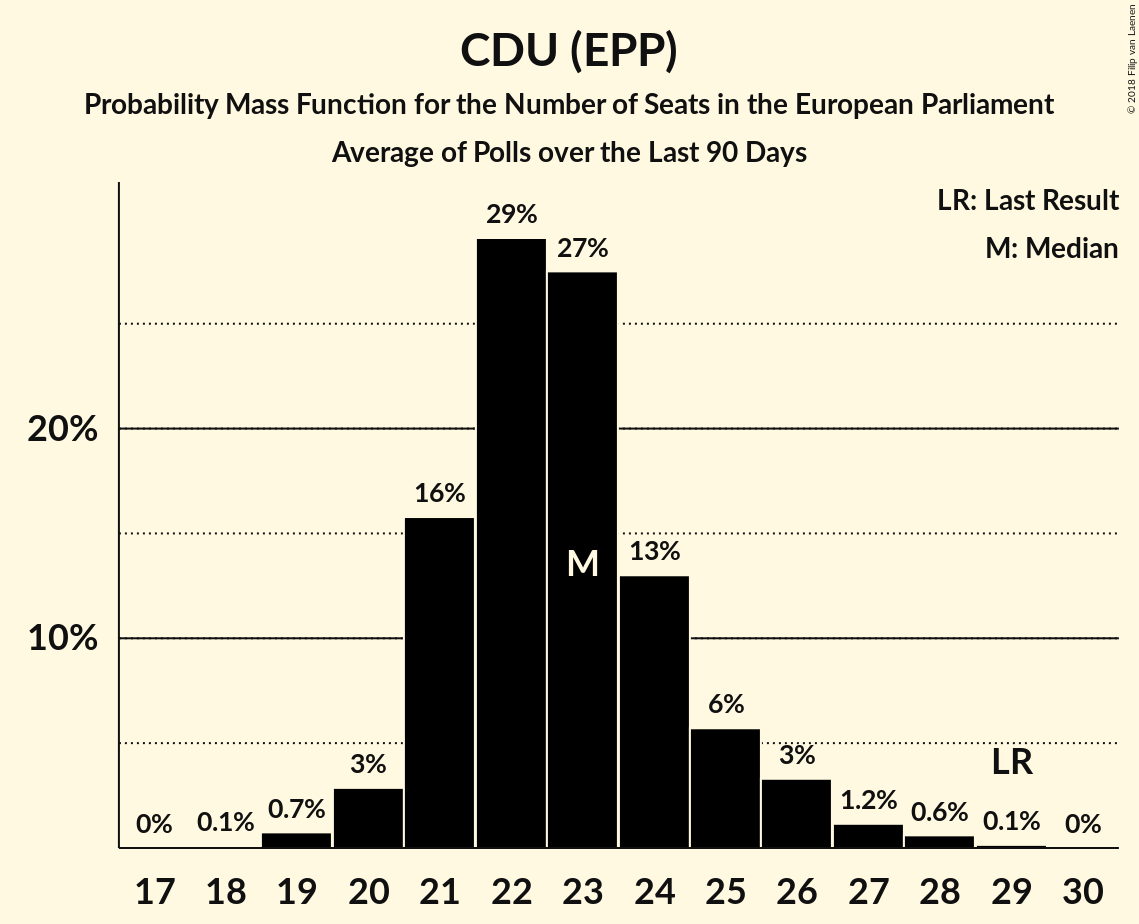 CDU (EPP)
Probability Mass Function for the Number of Seats in the European Parliament
Average of Polls over the Last 90 Days
© 2018 Filip van Laenen
LR: Last Result
M: Median
29%
27%
20%
16%
M
13%
10%
6%
3%
LR
3%
0.7%
1.2%
0.6%
0% 0.1% 0.1% 0%
17 18 19 20 21 22 23 24 25 26 27 28 29 30